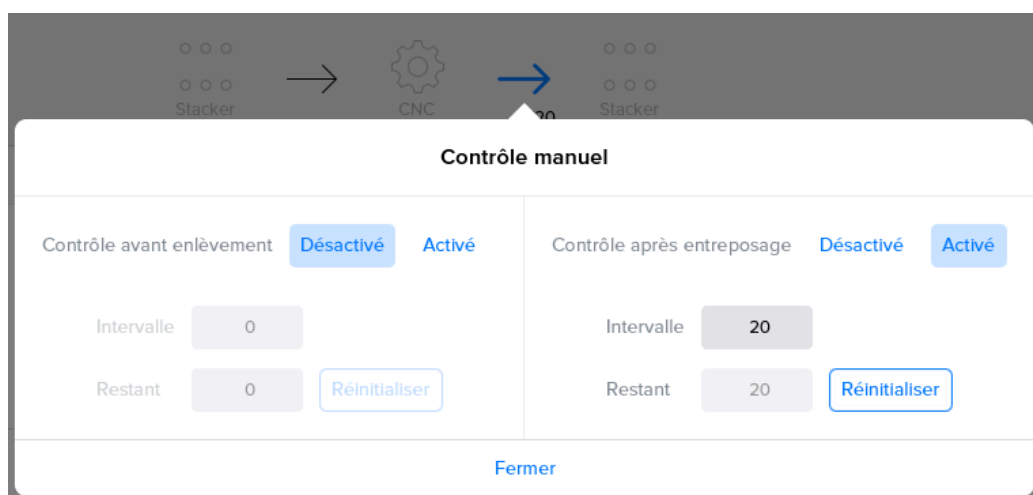 Stacker CNC Stacker
20
Contrôle manuel
Contrôle avant enlèvement Désactivé Activé
Contrôle après entreposage Désactivé Activé
Intervalle 0
Intervalle 20
Restant 0 Réinitialiser
Restant 20 Réinitialiser
Fermer